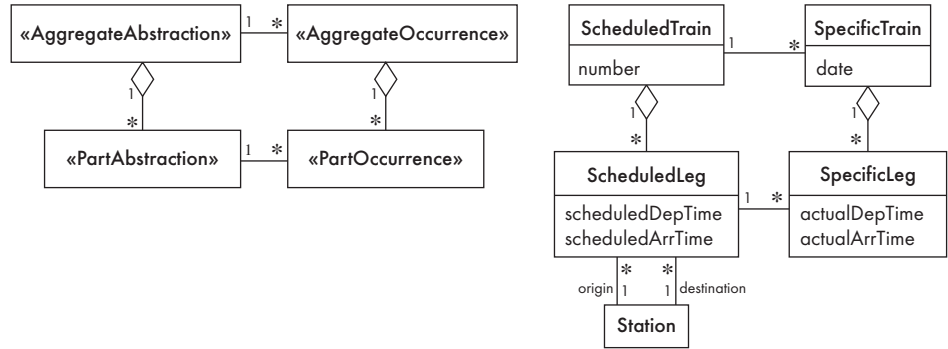 «AggregateAbstraction»
1
*
«AggregateOccurrence»
1
*
1
*
«PartAbstraction»
1
*
«PartOccurrence»
ScheduledTrain
number
1
*
SpecificTrain
date
1
*
1
*
ScheduledLeg
scheduledDepTime
scheduledArrTime
1
*
SpecificLeg
actualDepTime
actualArrTime
*
*
origin
1
1
destination
Station